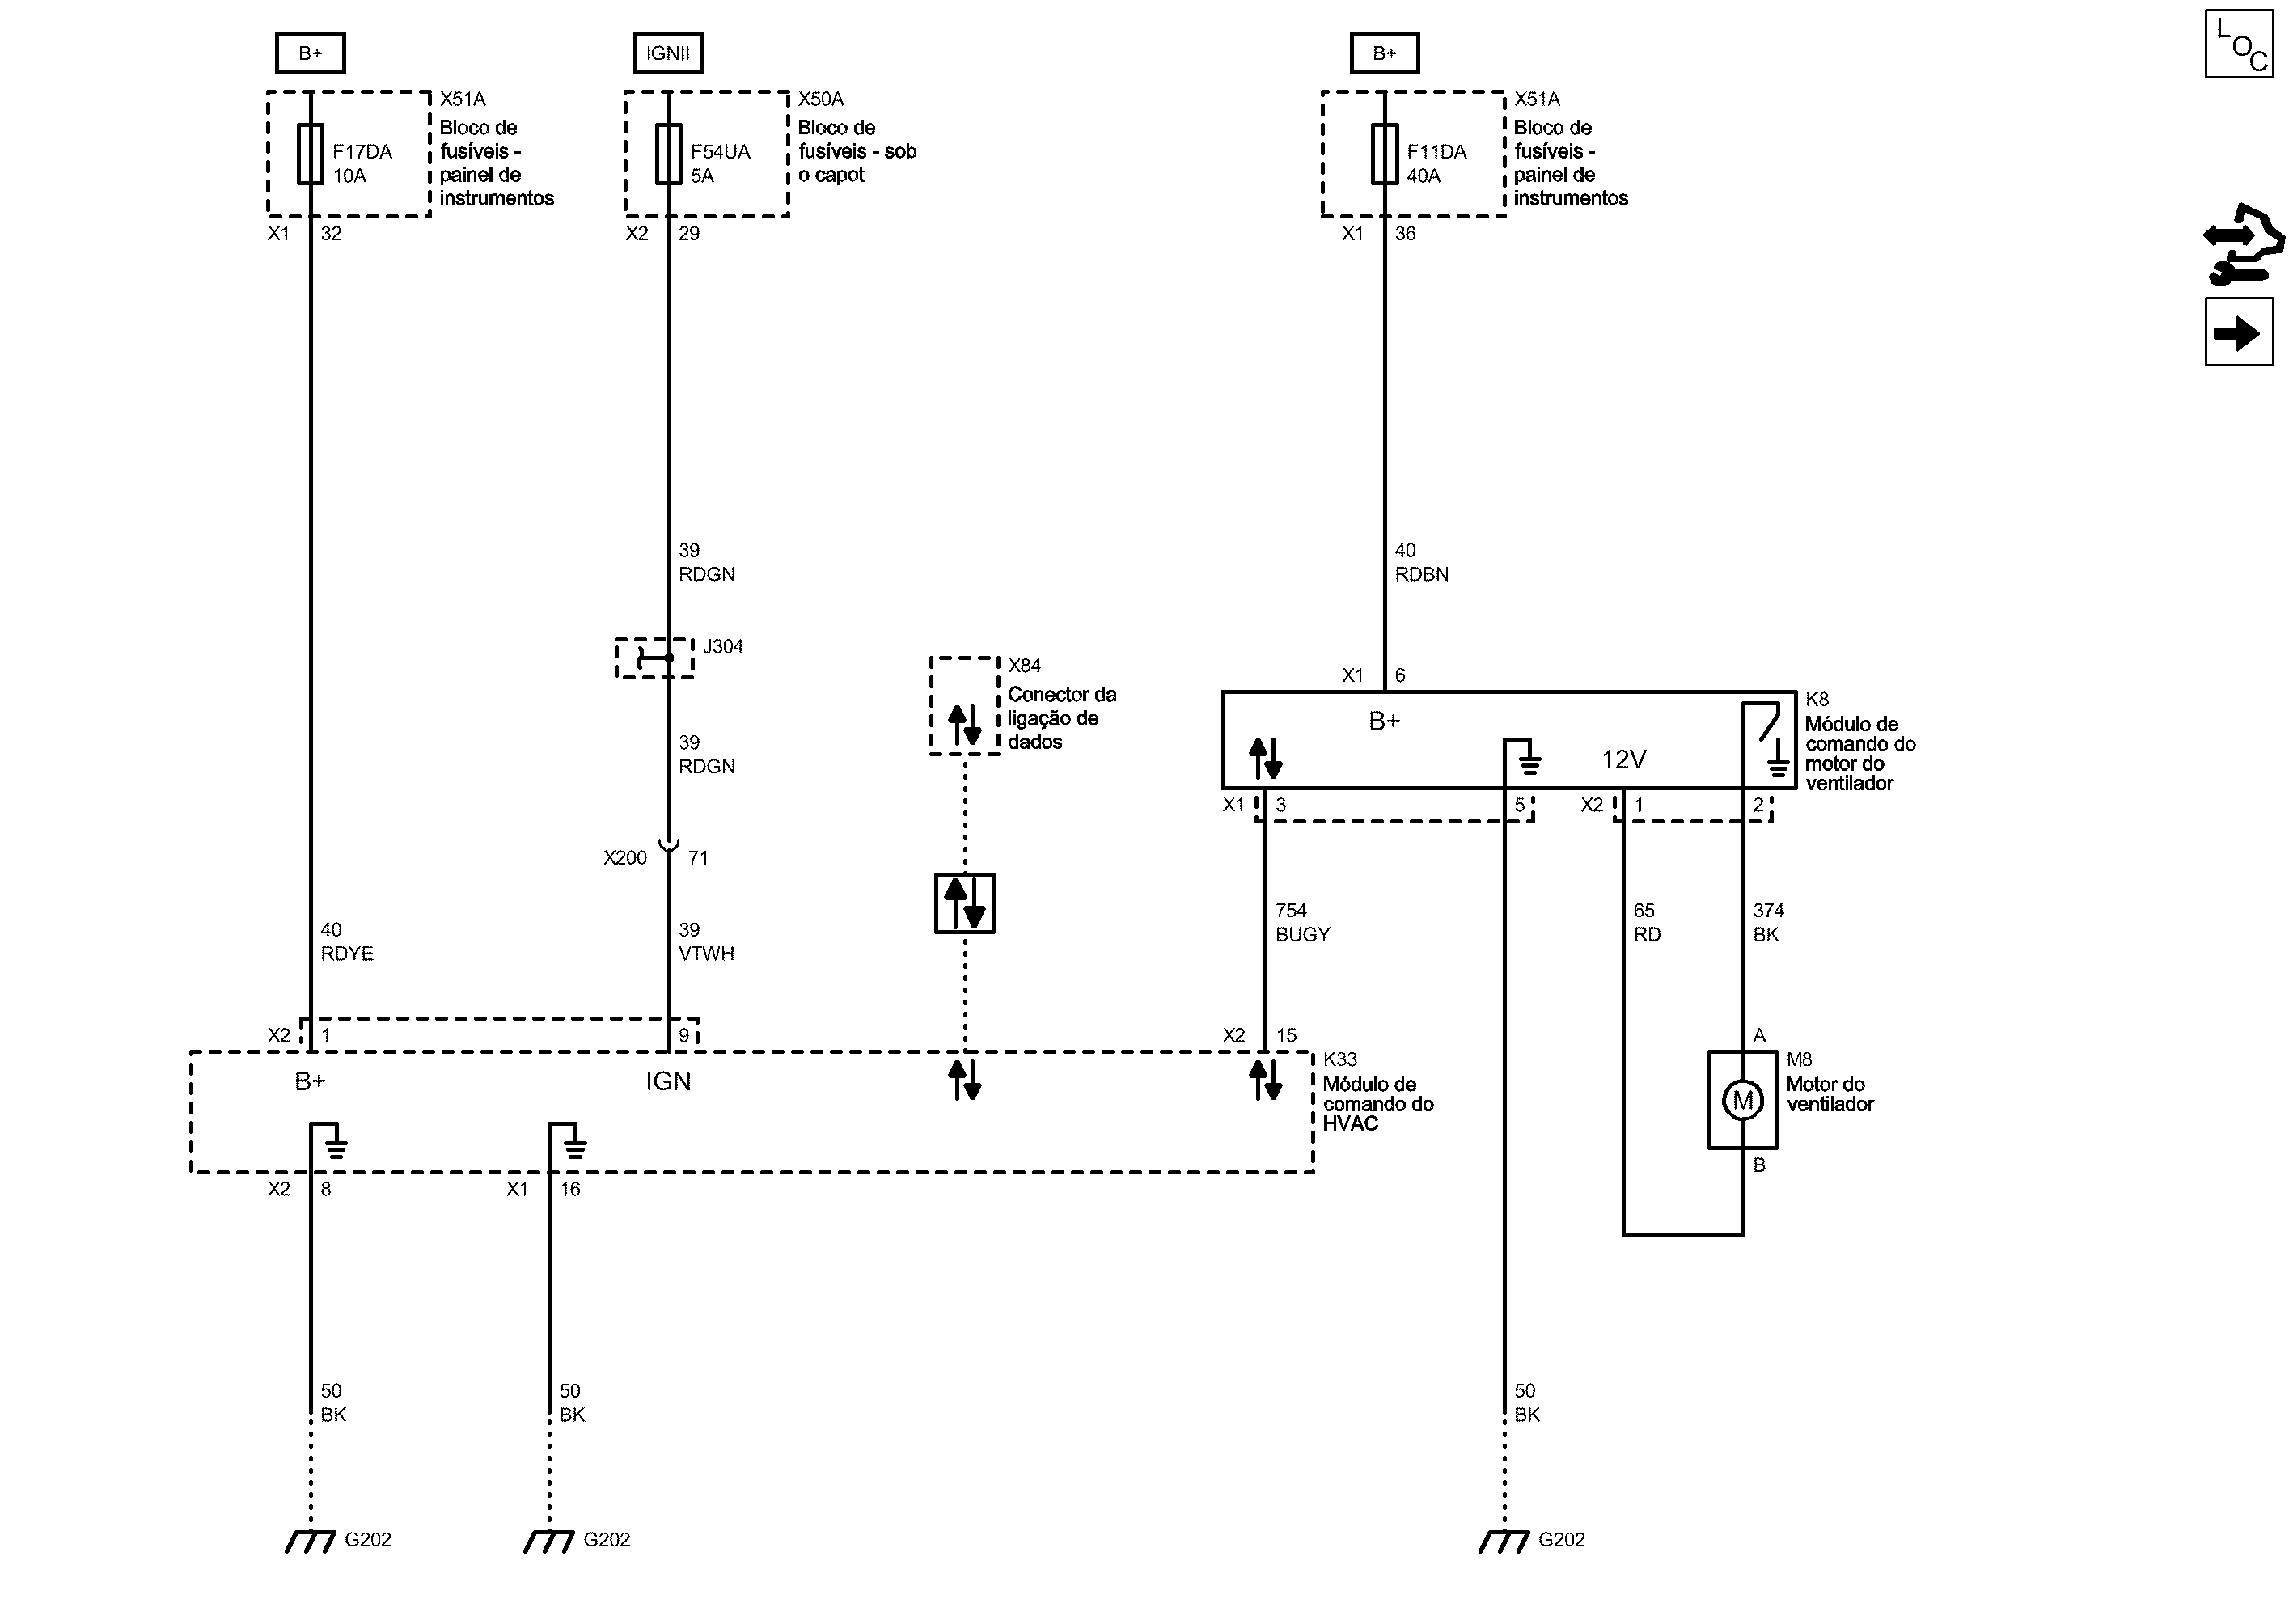 B+
IGNII
B+
LOC
X51A
Bloco de
fusíveis -
painel de
instrumentos
F17DA
10A
X1 32
X50A
Bloco de
fusíveis - sob
o capot
F54UA
5A
X2 29
X51A
Bloco de
fusíveis -
painel de
instrumentos
F11DA
40A
X1 36
39
RDGN
40
RDBN
J304
X84
Conector da
ligação de
dados
X1 6
39
RDGN
B+
12V
K8
Módulo de
comando do
motor do
ventilador
X1 3 5 X2 1 2
X200 71
40
RDYE
39
VTWH
754
BUGY
65
RD
374
BK
X2 1 9
X2 15
A
B+
IGN
K33
Módulo de
comando do
HVAC
M
M8
Motor do
ventilador
B
X2 8
X1 16
50
BK
50
BK
50
BK
G202
G202
G202